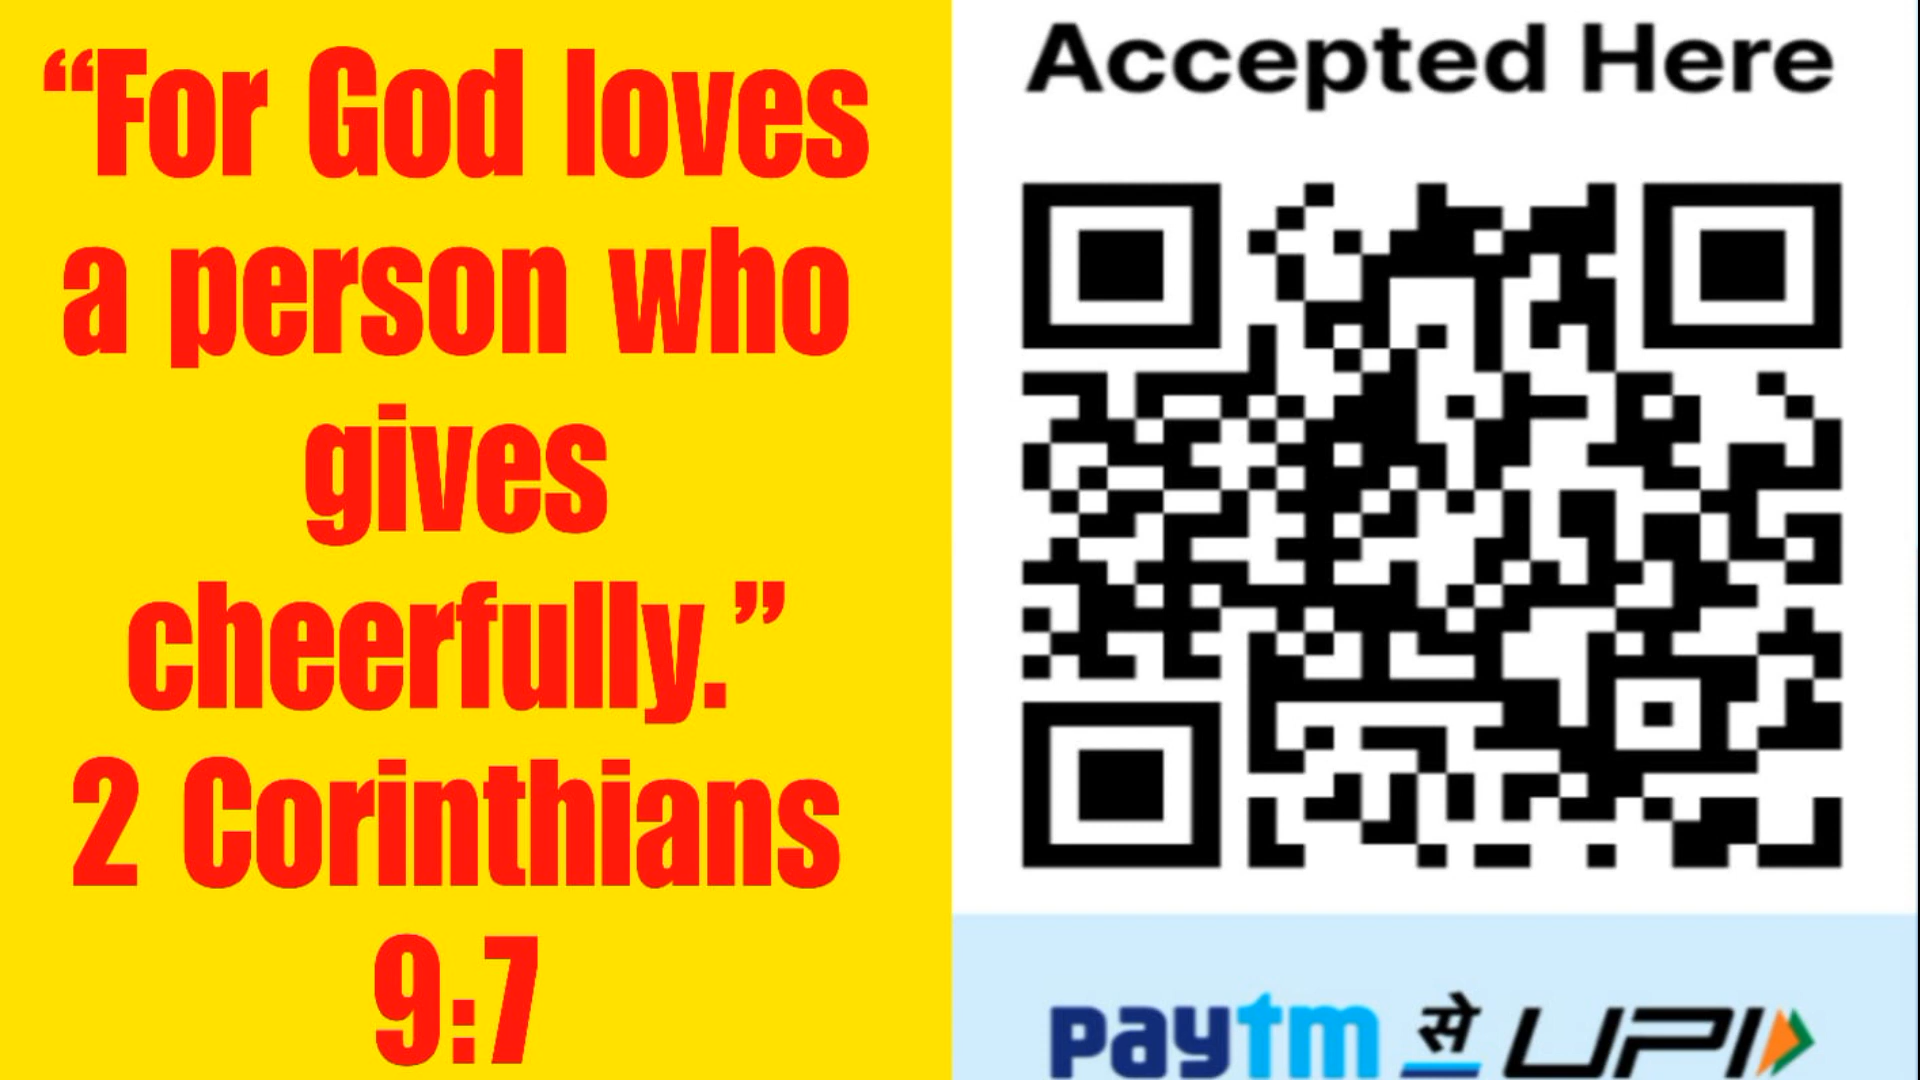 “For God loves
a person who
gives
cheerfully.”
2 Corinthians
9:7
Accepted Here
paytm से UPI